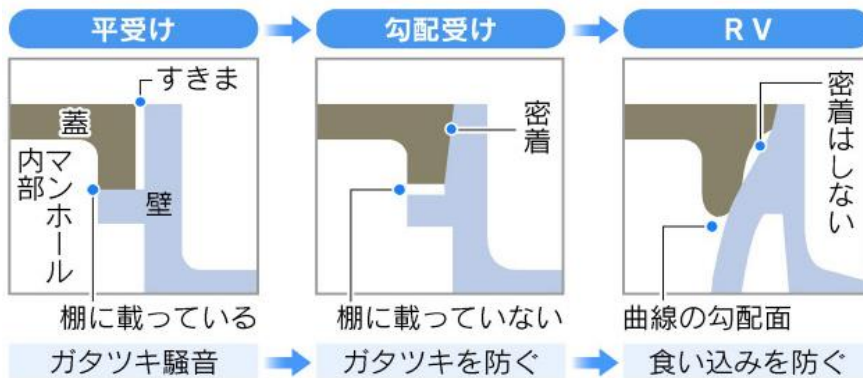 平受け
勾配受け
RV
すきま
蓋
マンホール
内部
壁
棚に載っている
密着
棚に載っていない
密着はしない
曲線の勾配面
ガタツキ騒音
ガタツキを防ぐ
食い込みを防ぐ